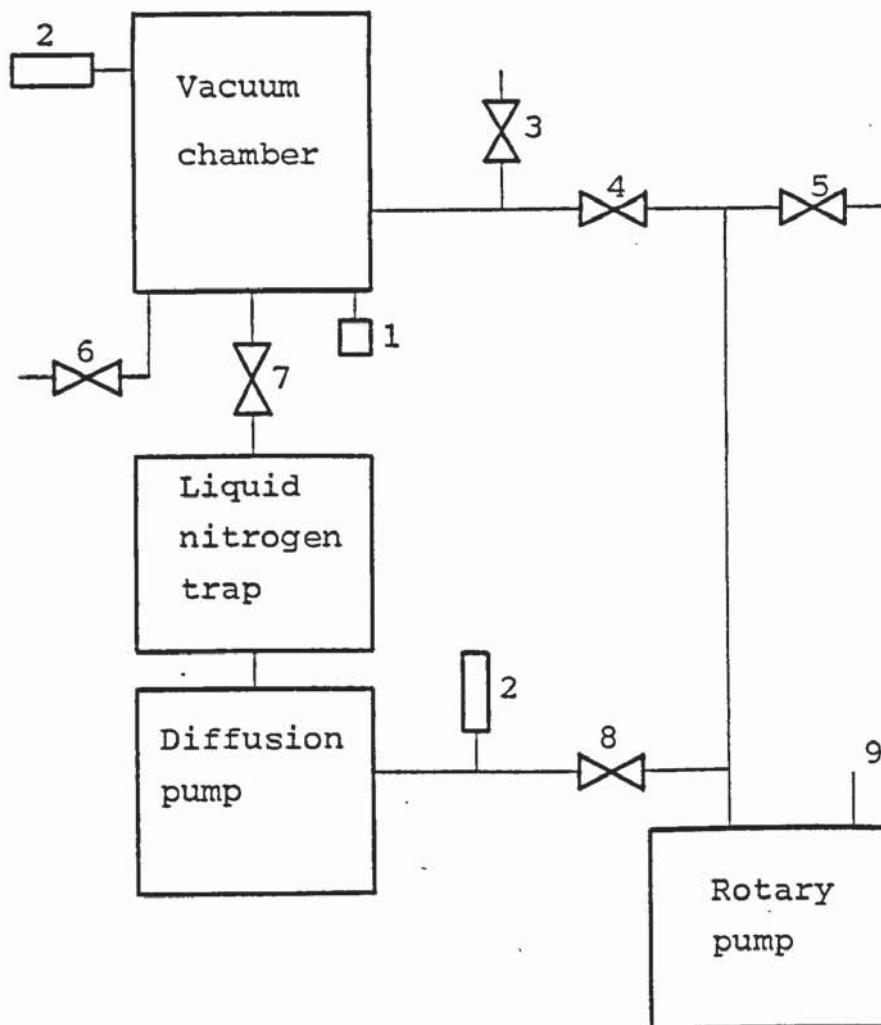 2
Vacuum
chamber
3
4
5
1
6
7
Liquid
nitrogen
trap
2
Diffusion
pump
8
9
Rotary
pump